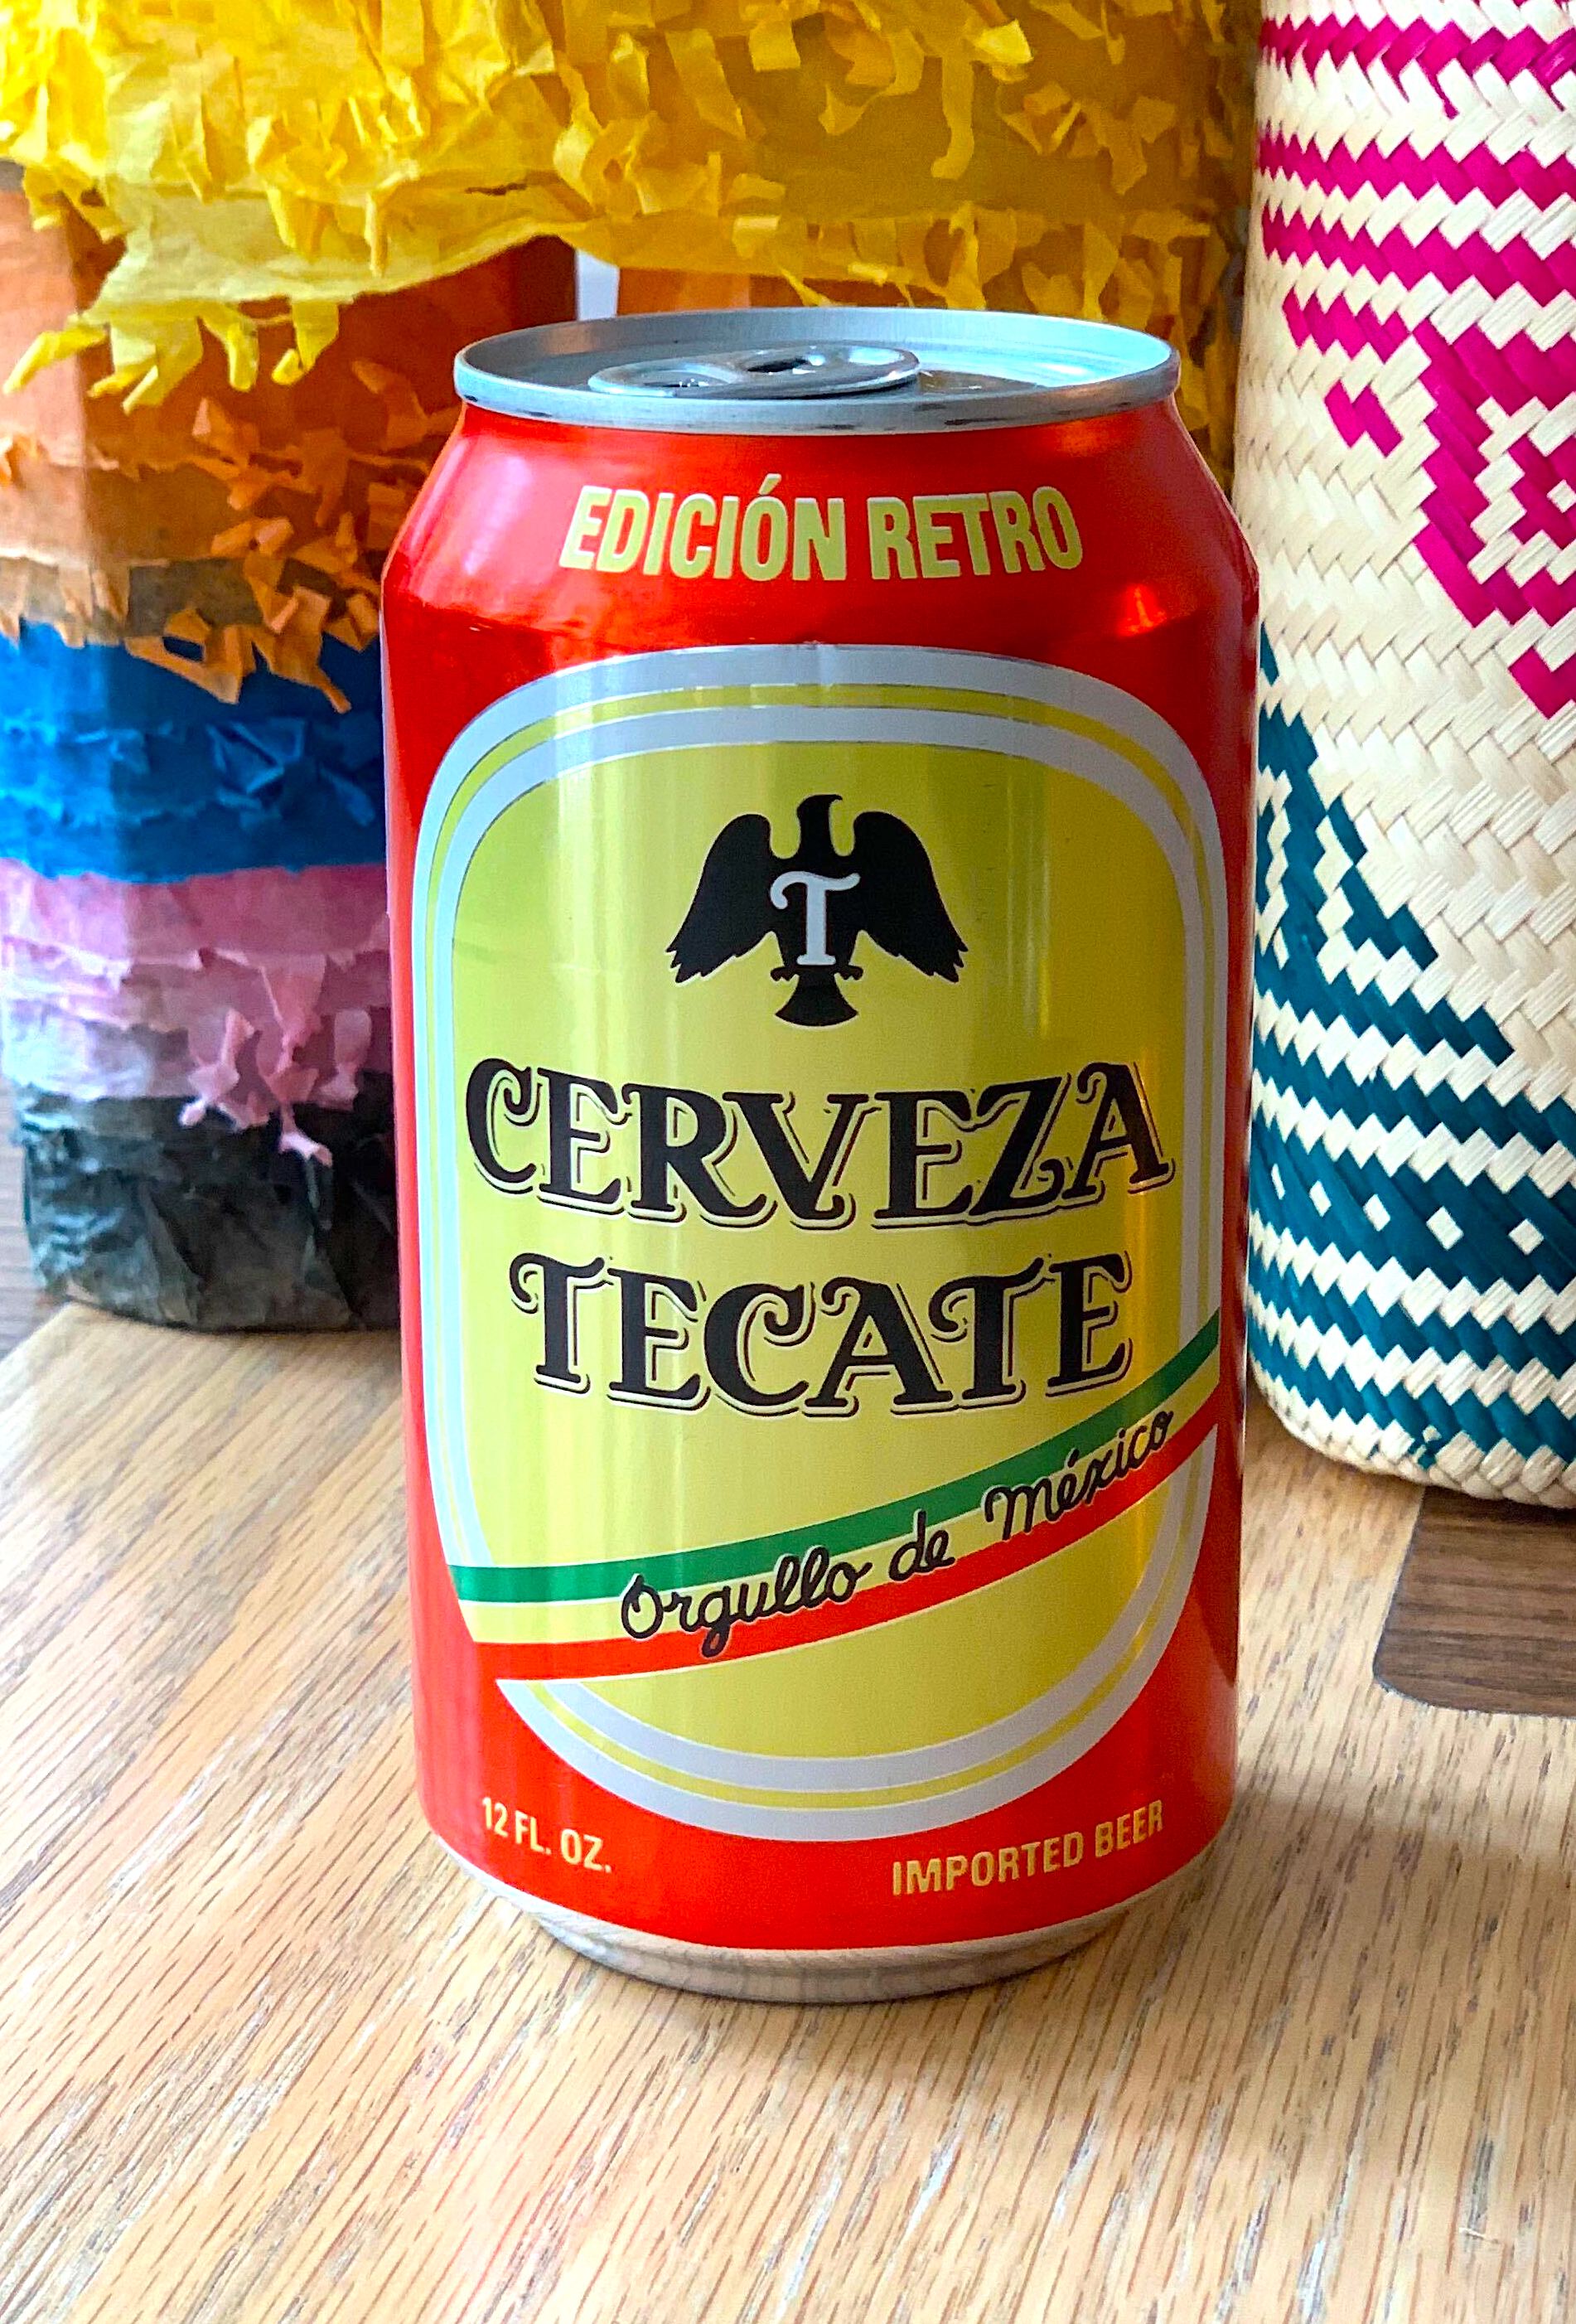 EDICIÓN RETRO
T
CERVEZA
TECATE
Orgullo de México
12 FL. OZ.
IMPORTED BEER